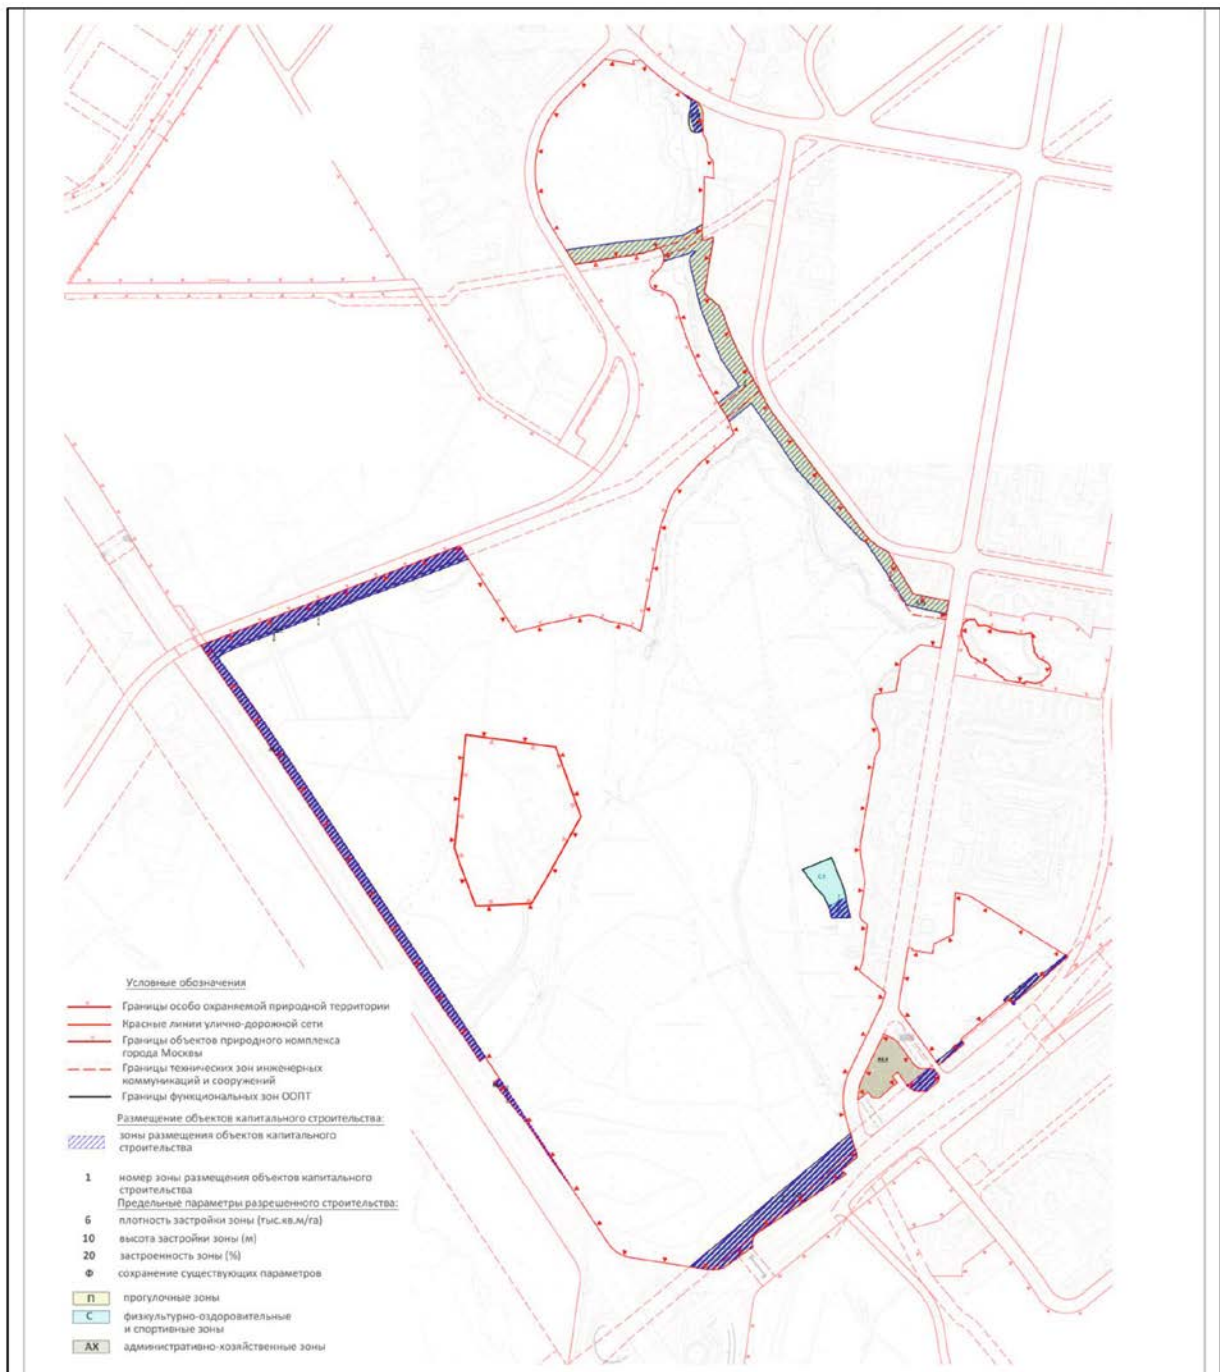 Условные обозначения
Границы особо охраняемой природной территории
Красные линии улично-дорожной сети
Границы объектов природного комплекса
города Москвы
Границы технических зон инженерных
коммуникаций и сооружений
Границы функциональных зон ООПТ
Размещение объектов капитального строительства:
зоны размещения объектов капитального
строительства
1 номер зоны размещения объектов капитального
строительства
Предельные параметры разрешенного строительства:
6 плотность застройки зоны (тыс.кв.м/га)
10 высота застройки зоны (м)
20 застроенность зоны (%)
Ф сохранение существующих параметров
П прогулочные зоны
С физкультурно-оздоровительные
и спортивные зоны
АХ административно-хозяйственные зоны